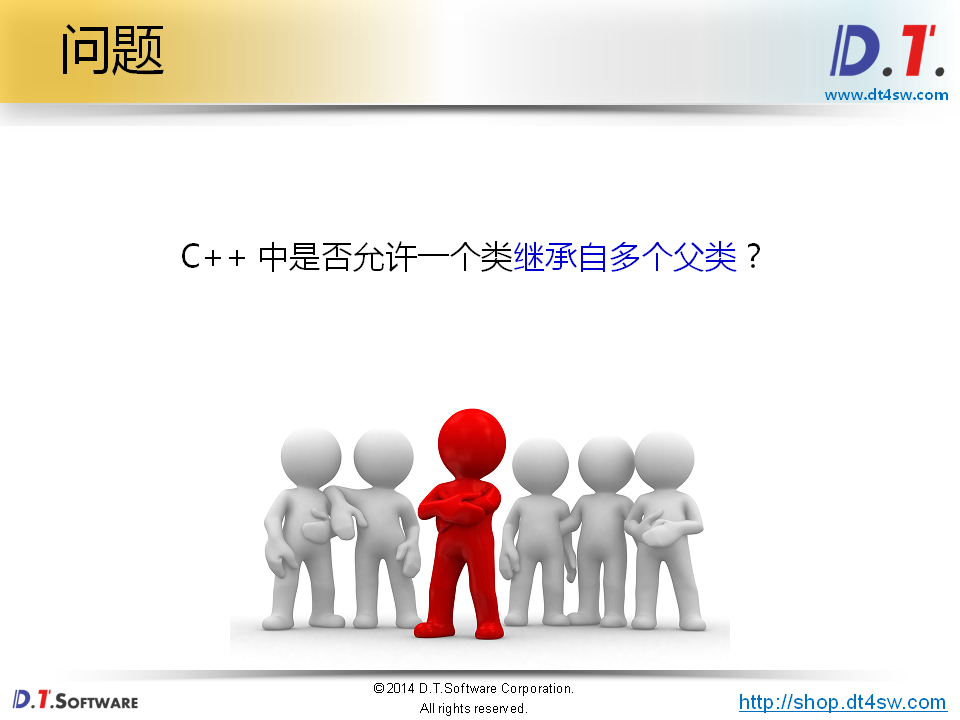 问题
D.T.
www.dt4sw.com
C++ 中是否允许一个类继承自多个父类？
D.T.SOFTWARE
©2014 D.T.Software Corporation.
All rights reserved.
http://shop.dt4sw.com